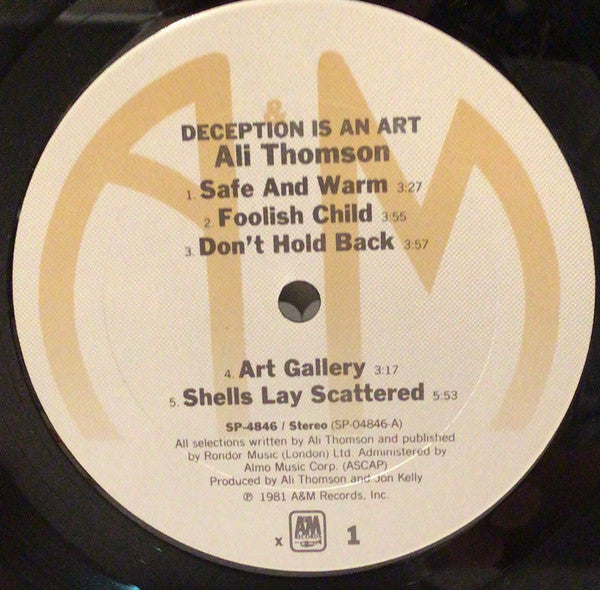 &
DECEPTION IS AN ART
Ali Thomson
1. Safe And Warm 3:27
2. Foolish Child 3:55
3. Don't Hold Back 3:57
4. Art Gallery 3:17
5. Shells Lay Scattered 5:53
SP-4846 / Stereo (SP-04846-A)
All selections written by Ali Thomson and published
by Rondor Music (London) Ltd. Administered by
Almo Music Corp. (ASCAP)
Produced by Ali Thomson and Jon Kelly
℗ 1981 A&M Records, Inc.
x A&M RECORDS 1